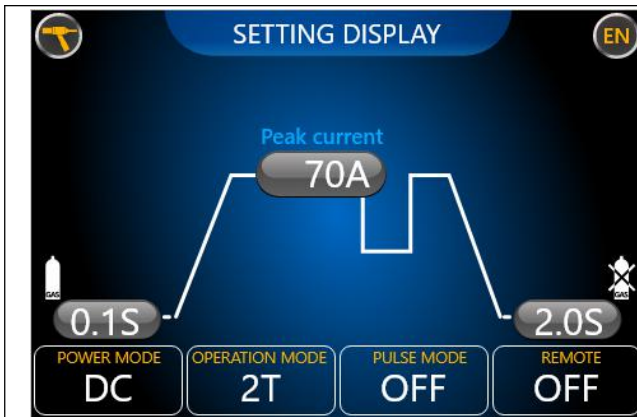 SETTING DISPLAY
EN
Peak current
70A
GAS
GAS
0.1S
2.0S
POWER MODE
OPERATION MODE
PULSE MODE
REMOTE
DC
2T
OFF
OFF